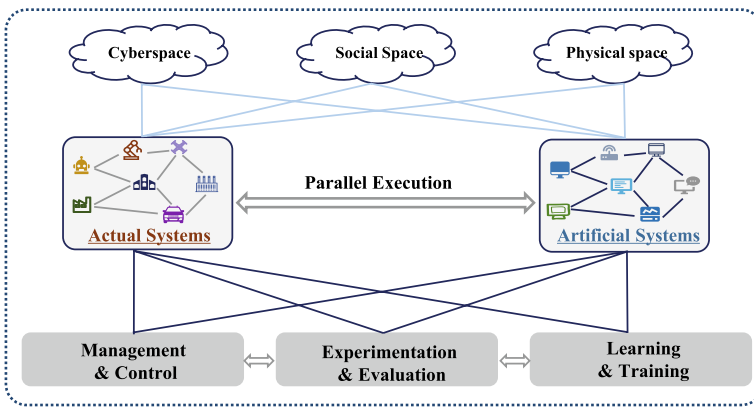 Cyberspace
Social Space
Physical space
Parallel Execution
Actual Systems
Artificial Systems
Management
& Control
Experimentation
& Evaluation
Learning
& Training